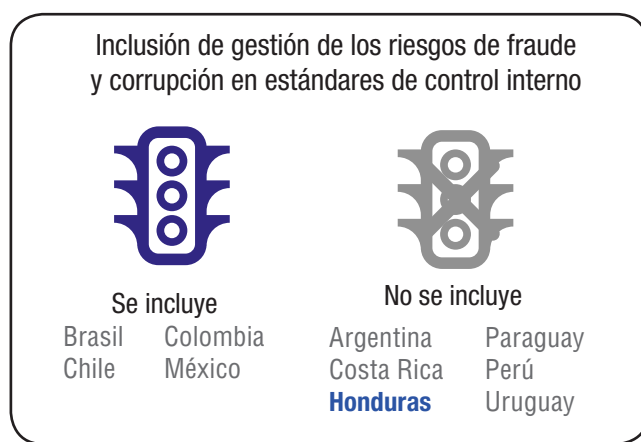 Inclusión de gestión de los riesgos de fraude
y corrupción en estándares de control interno
Se incluye
Brasil Colombia
Chile México
No se incluye
Argentina Paraguay
Costa Rica Perú
Honduras Uruguay